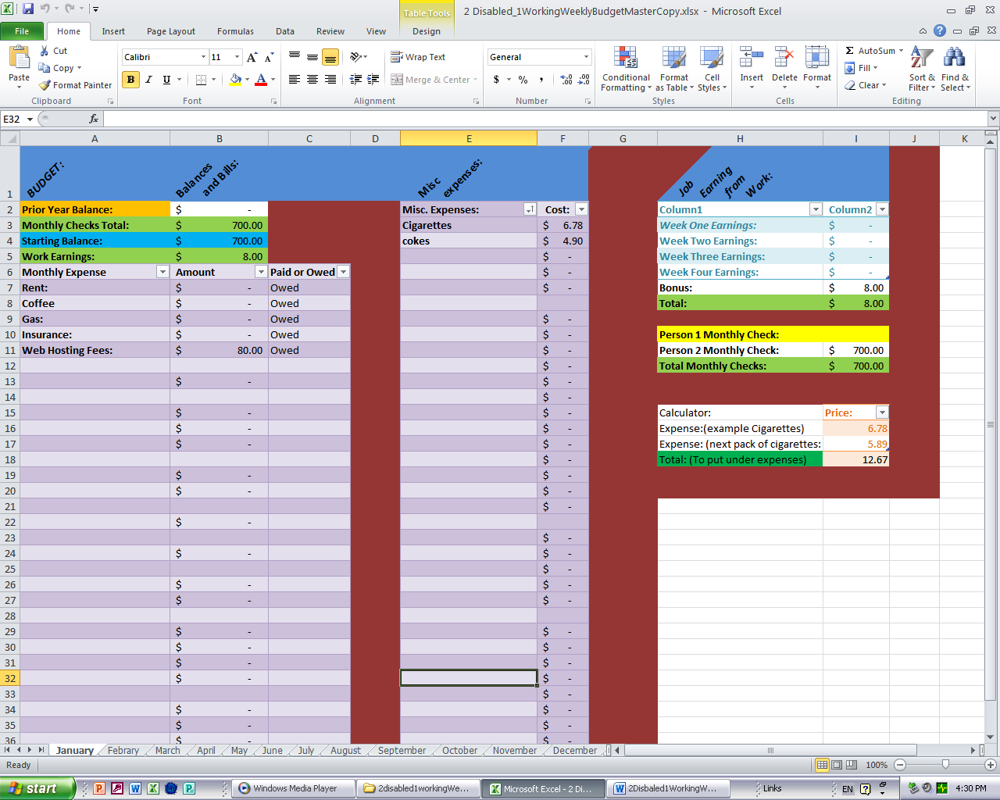 2 Disabled_1WorkingWeeklyBudgetMasterCopy.xlsx - Microsoft Excel
Table Tools
File Home Insert Page Layout Formulas Data Review View Design
Paste
Cut
Copy
Format Painter
Clipboard
Calibri 11
B I U
Font
Wrap Text
Merge & Center
Alignment
General
$ % ,
Number
Conditional Formatting
Format as Table
Cell Styles
Styles
Insert Delete Format
Cells
AutoSum
Fill
Clear
Sort & Filter
Find & Select
Editing
E32 fx
A B C D E F G H I J K
1 BUDGET: Balances and Bills: Misc expenses: Job Earning from Work:
2 Prior Year Balance: $ - Misc. Expenses: Cost: Column1 Column2
3 Monthly Checks Total: $ 700.00 Cigarettes $ 6.78 Week One Earnings: $ -
4 Starting Balance: $ 700.00 cokes $ 4.90 Week Two Earnings: $ -
5 Work Earnings: $ 8.00 $ - Week Three Earnings: $ -
6 Monthly Expense Amount Paid or Owed $ - Week Four Earnings: $ -
7 Rent: $ - Owed $ - Bonus: $ 8.00
8 Coffee $ - Owed Total: $ 8.00
9 Gas: $ - Owed $ -
10 Insurance: $ - Owed $ - Person 1 Monthly Check:
11 Web Hosting Fees: $ 80.00 Owed $ - Person 2 Monthly Check: $ 700.00
12 $ - Total Monthly Checks: $ 700.00
13 $ - $ -
14 $ -
15 $ - $ - Calculator: Price:
16 $ - $ - Expense:(example Cigarettes) 6.78
17 $ - $ - Expense: (next pack of cigarettes: 5.89
18 $ - Total: (To put under expenses) 12.67
19 $ - $ -
20 $ - $ -
21 $ -
22 $ -
23 $ -
24 $ - $ -
25 $ -
26 $ - $ -
27 $ - $ -
28
29 $ - $ -
30 $ - $ -
31 $ - $ -
32 $ - $ -
33 $ -
34 $ - $ -
35 $ - $ -
36 $ - $ -
January Febrary March April May June July August September October November December
Ready 100%
start Windows Media Player 2disabled1workingWe... Microsoft Excel - 2 Di... 2Disbaled1WorkingW... Links EN 4:30 PM